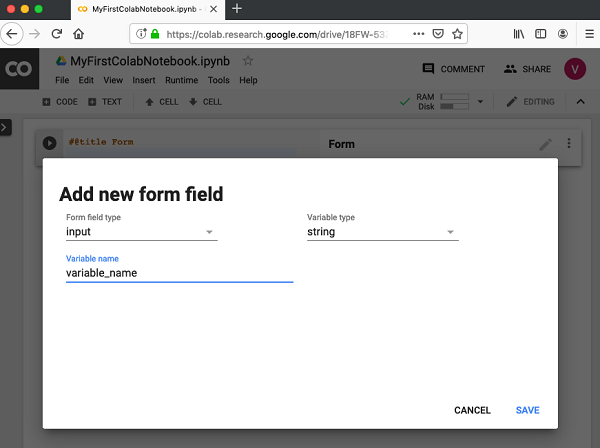 MyFirstColabNotebook.ipynb -
https://colab.research.google.com/drive/18FW-53
MyFirstColabNotebook.ipynb
COMMENT
SHARE
V
File Edit View Insert Runtime Tools Help
CODE TEXT CELL CELL
RAM
Disk
EDITING
#@title Form
Form
Add new form field
Form field type
input
Variable type
string
Variable name
variable_name
CANCEL SAVE